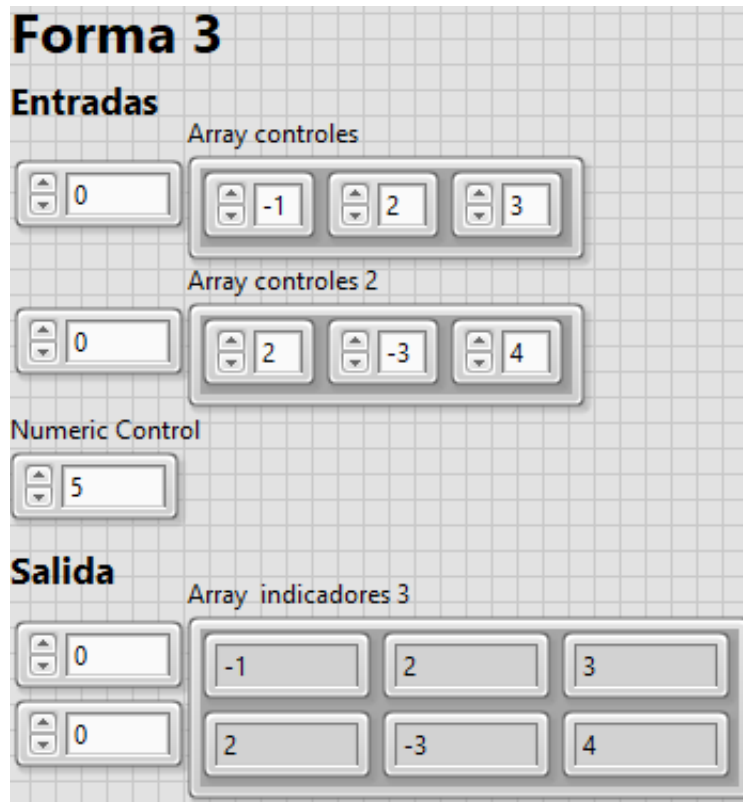 Forma 3
Entradas
Array controles
0 -1 2 3
Array controles 2
0 2 -3 4
Numeric Control
5
Salida
Array indicadores 3
0 -1 2 3
0 2 -3 4